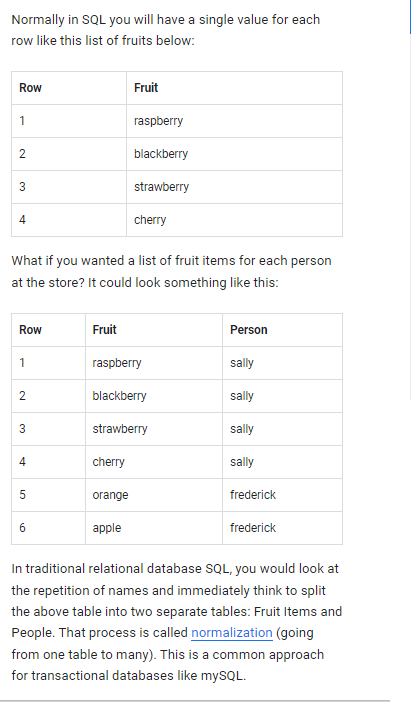 Normally in SQL you will have a single value for each
row like this list of fruits below:
Row Fruit
1 raspberry
2 blackberry
3 strawberry
4 cherry
What if you wanted a list of fruit items for each person
at the store? It could look something like this:
Row Fruit Person
1 raspberry sally
2 blackberry sally
3 strawberry sally
4 cherry sally
5 orange frederick
6 apple frederick
In traditional relational database SQL, you would look at
the repetition of names and immediately think to split
the above table into two separate tables: Fruit Items and
People. That process is called normalization (going
from one table to many). This is a common approach
for transactional databases like mySQL.